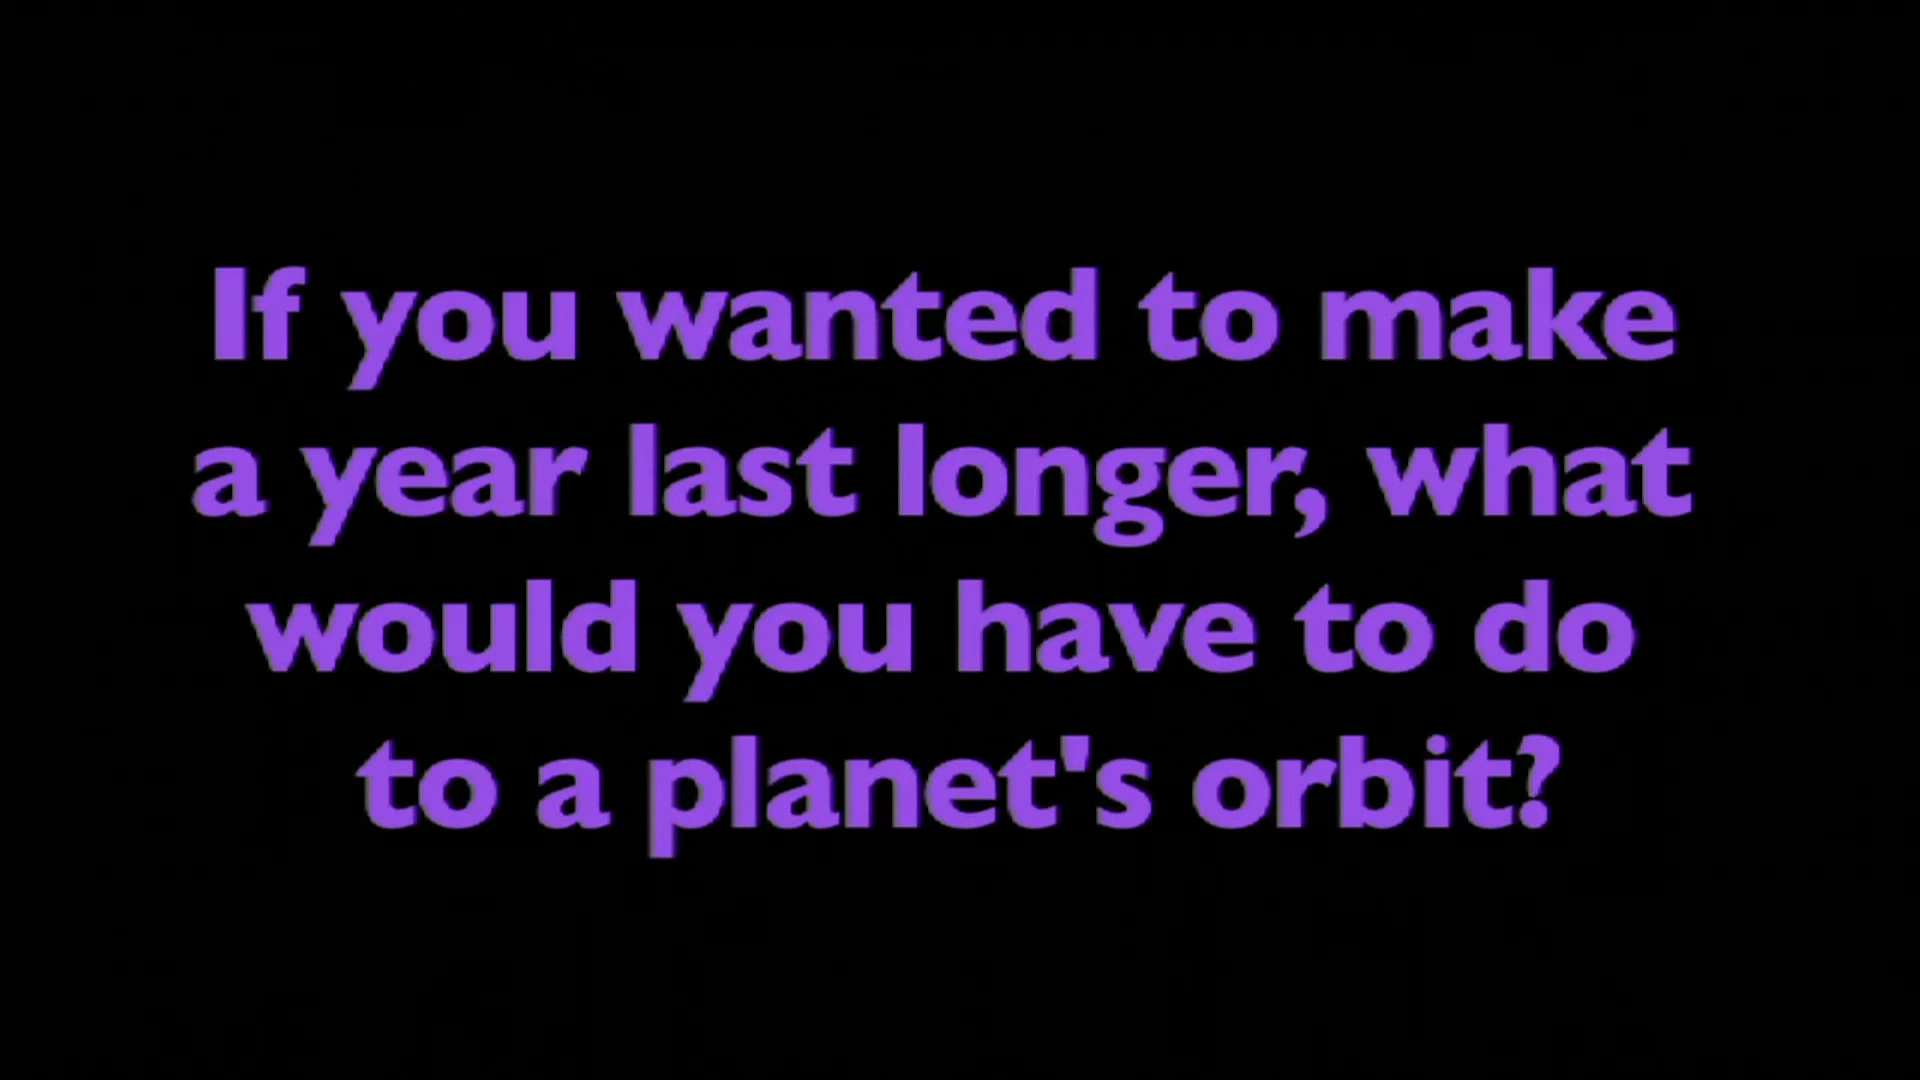 If you wanted to make
a year last longer, what
would you have to do
to a planet's orbit?